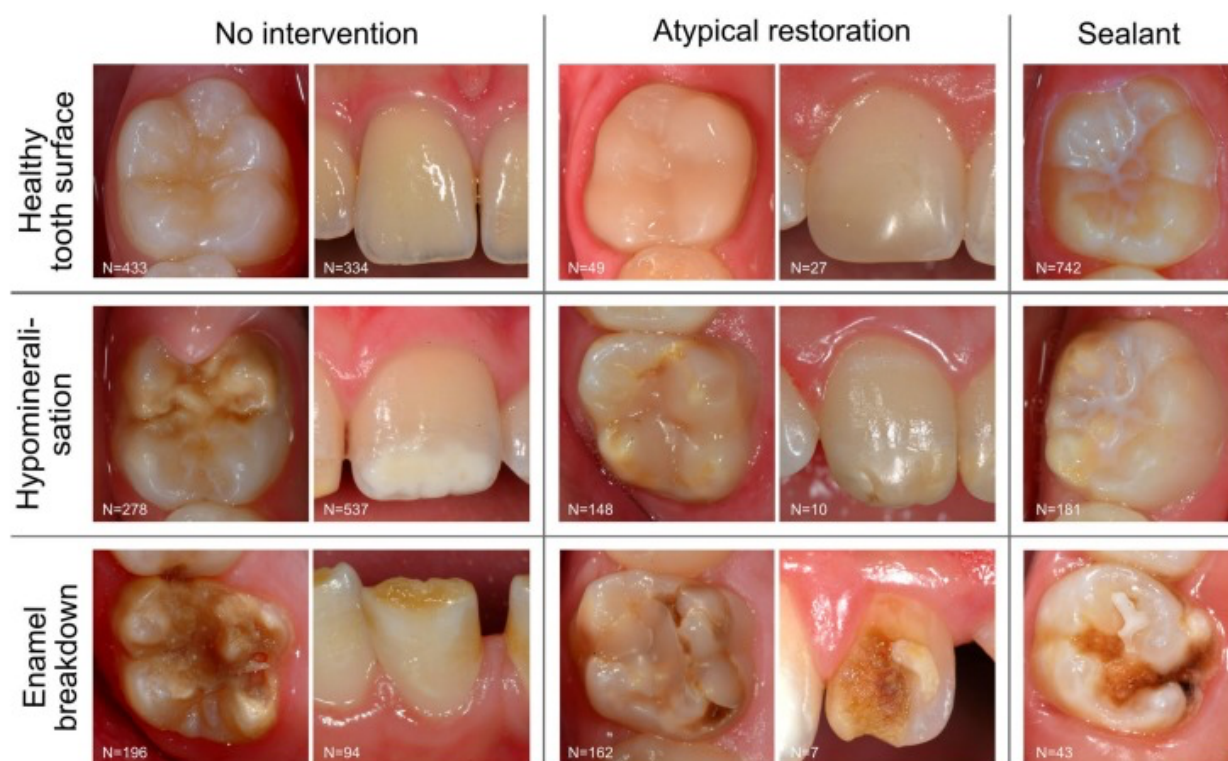 No intervention
Atypical restoration
Sealant
Healthy
tooth surface
N=433
N=334
N=49
N=27
N=742
Hypominerali-
sation
N=278
N=537
N=148
N=10
N=181
Enamel
breakdown
N=196
N=94
N=162
N=7
N=43